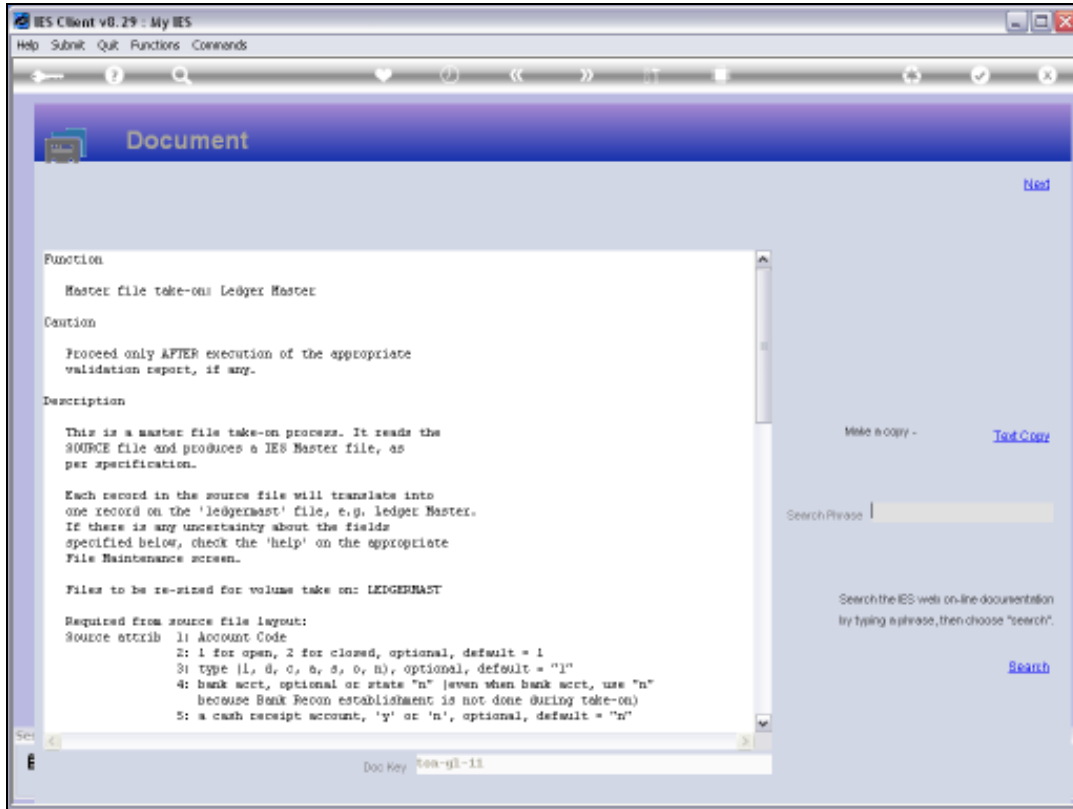 IES Client v8.29 : My IES
Help Submit Quit Functions Commands
Document
Next
Function
Master file take-on: Ledger Master
Caution
Proceed only AFTER execution of the appropriate
validation report, if any.
Description
This is a master file take-on process. It reads the
SOURCE file and produces a IES Master file, as
per specification.
Each record in the source file will translate into
one record on the 'ledgermast' file, e.g. ledger Master.
If there is any uncertainty about the fields
specified below, check the 'help' on the appropriate
File Maintenance screen.
Files to be re-sized for volume take on: LEDGERMAST
Required from source file layout:
Source attrib 1: Account Code
2: 1 for open, 2 for closed, optional, default = 1
3: type (l, d, c, a, s, o, n), optional, default = "l"
4: bank acct, optional or state "n" (even when bank acct, use "n"
because Bank Recon establishment is not done during take-on)
5: a cash receipt account, 'y' or 'n', optional, default = "n"
Make a copy -
Text Copy
Search Phrase
Search the IES web on-line documentation
by typing a phrase, then choose "search".
Search
Doc Key ton-gl-11